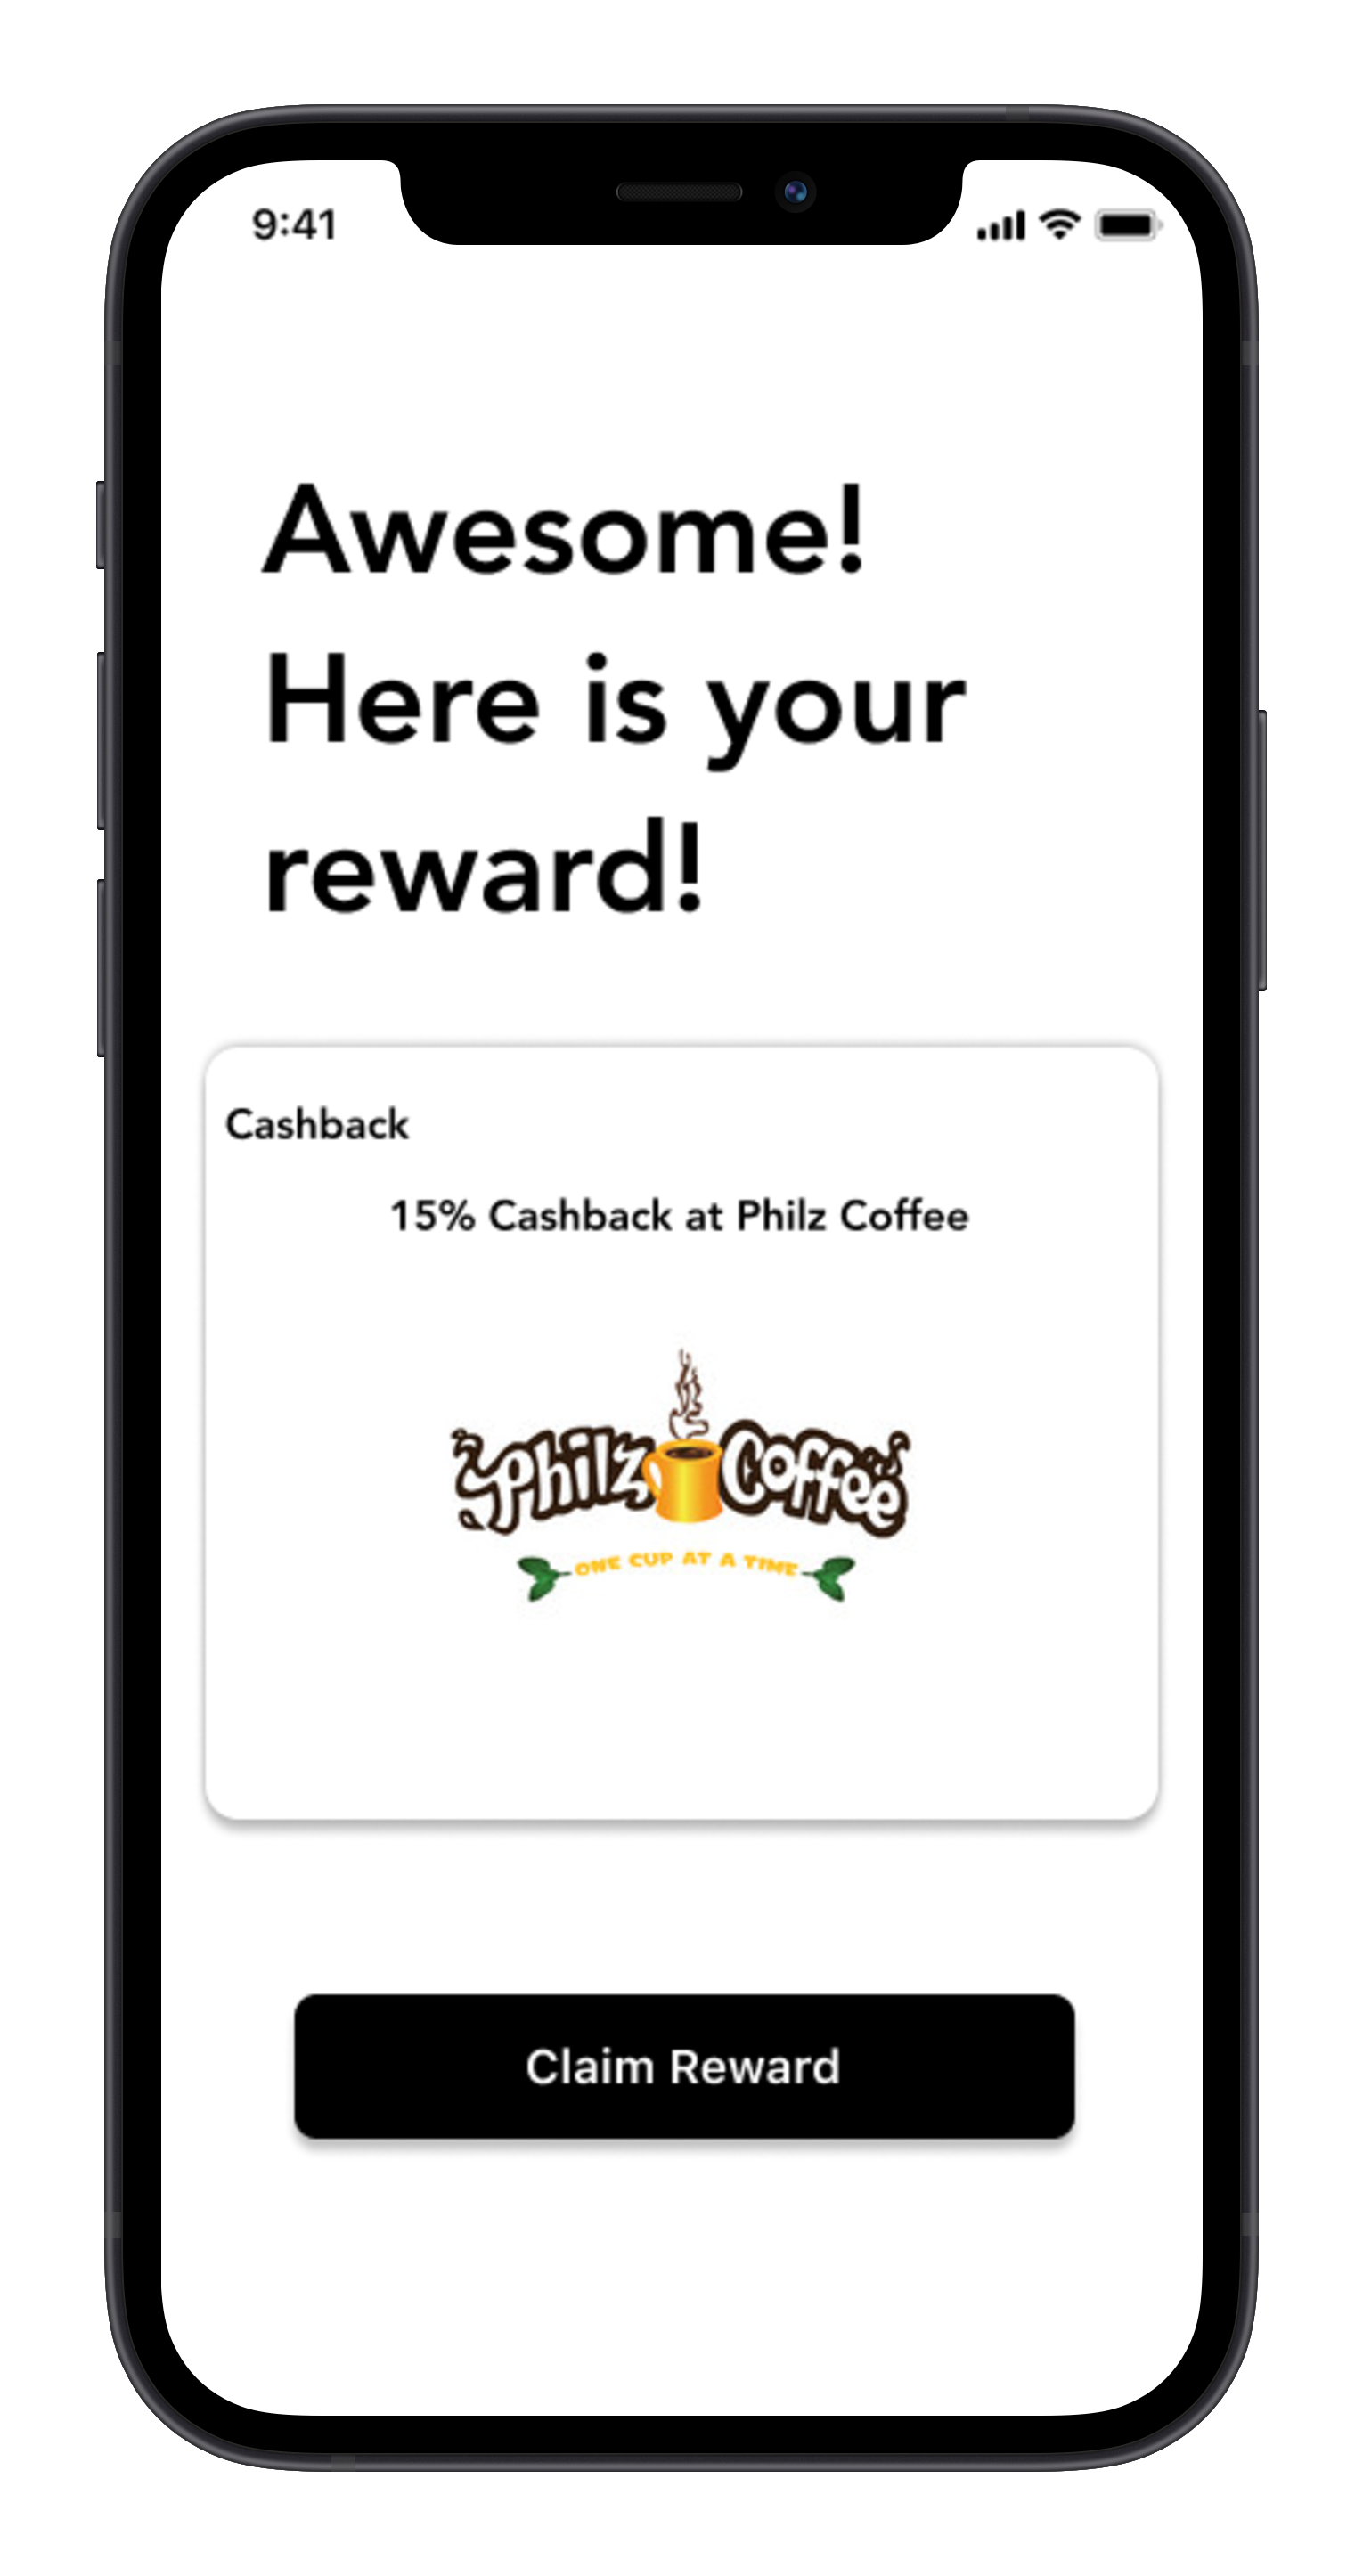 9:41
Awesome!
Here is your
reward!
Cashback
15% Cashback at Philz Coffee
Philz Coffee
ONE CUP AT A TIME
Claim Reward